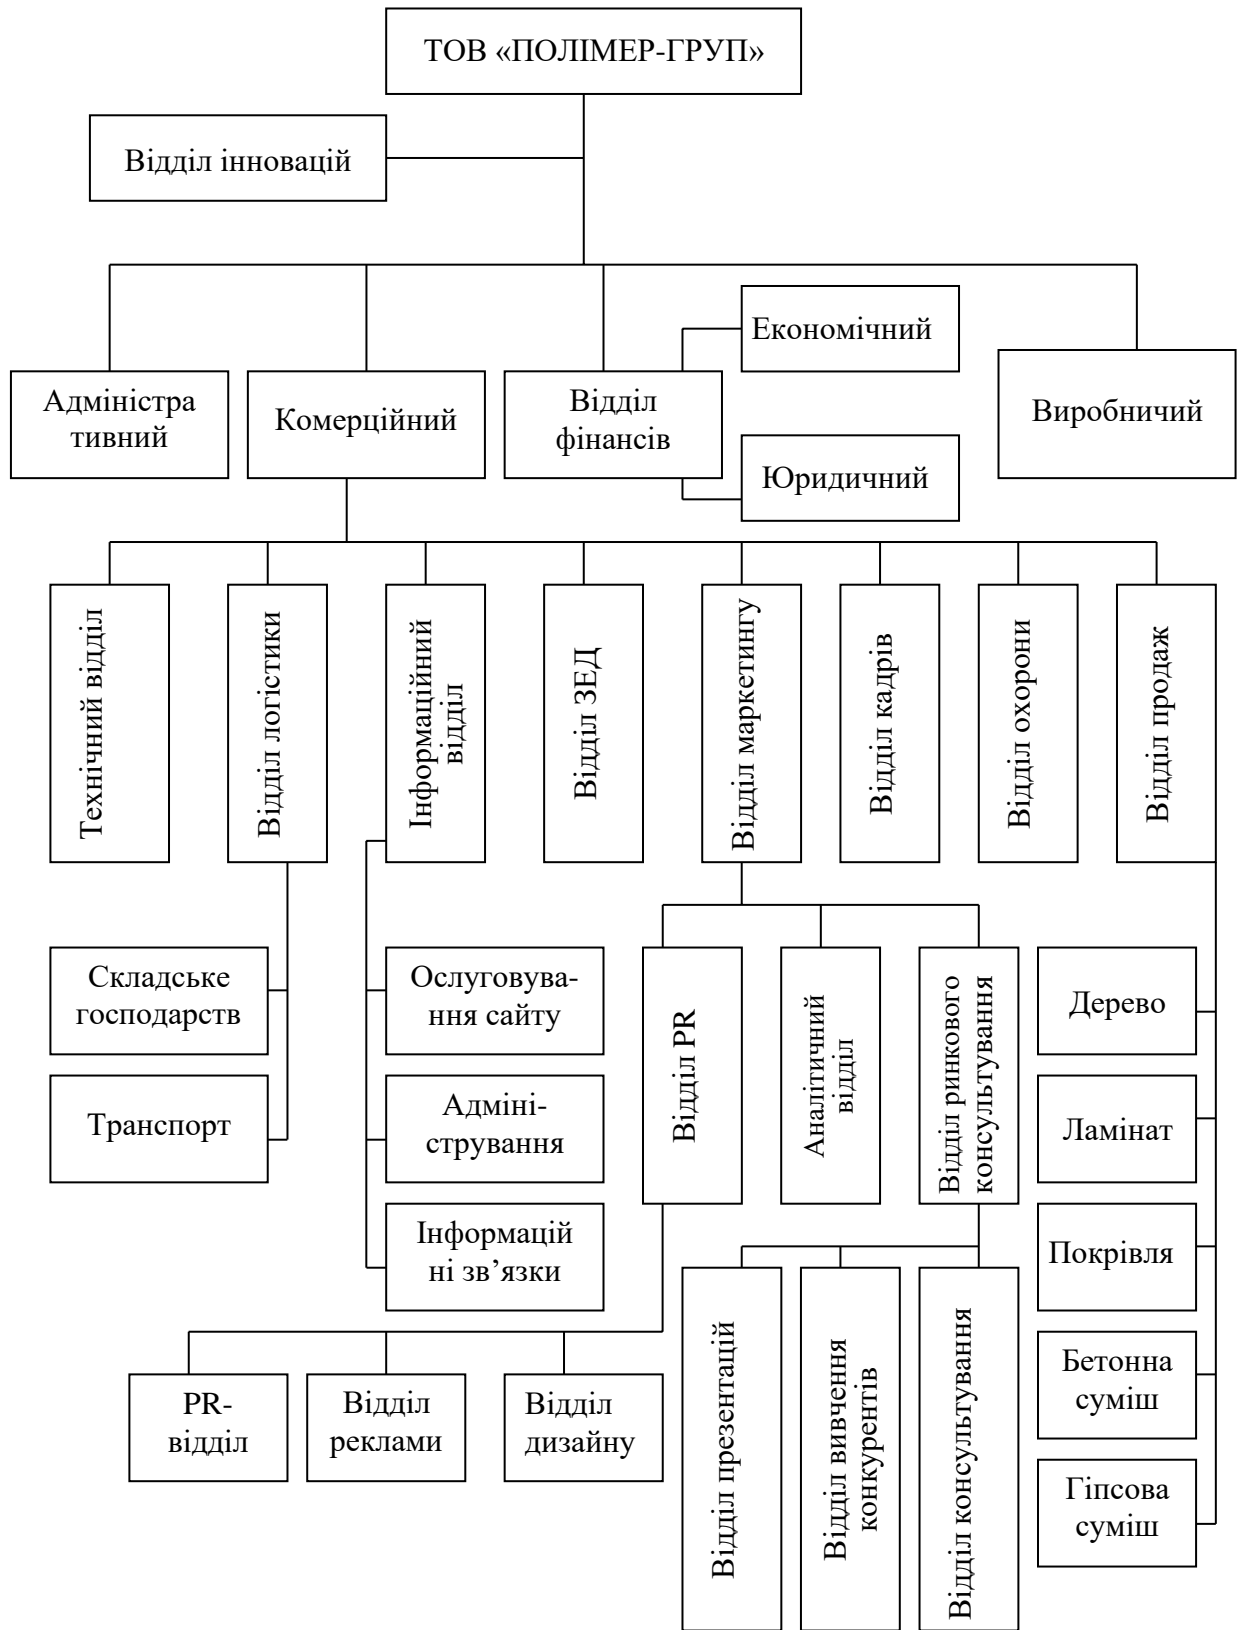 ТОВ «ПОЛІМЕР-ГРУП»
Відділ інновацій
Економічний
Адміністра
тивний
Комерційний
Відділ
фінансів
Виробничий
Юридичний
Технічний відділ
Відділ логістики
Інформаційний
відділ
Відділ ЗЕД
Відділ маркетингу
Відділ кадрів
Відділ охорони
Відділ продаж
Складське
господарств
Транспорт
Ослуговува-
ння сайту
Адміні-
стрування
Інформацій
ні зв’язки
Відділ PR
Аналітичний
відділ
Відділ ринкового
консультування
Дерево
Ламінат
Покрівля
Бетонна
суміш
Гіпсова
суміш
PR-
відділ
Відділ
реклами
Відділ
дизайну
Відділ презентацій
Відділ вивчення
конкурентів
Відділ консультування